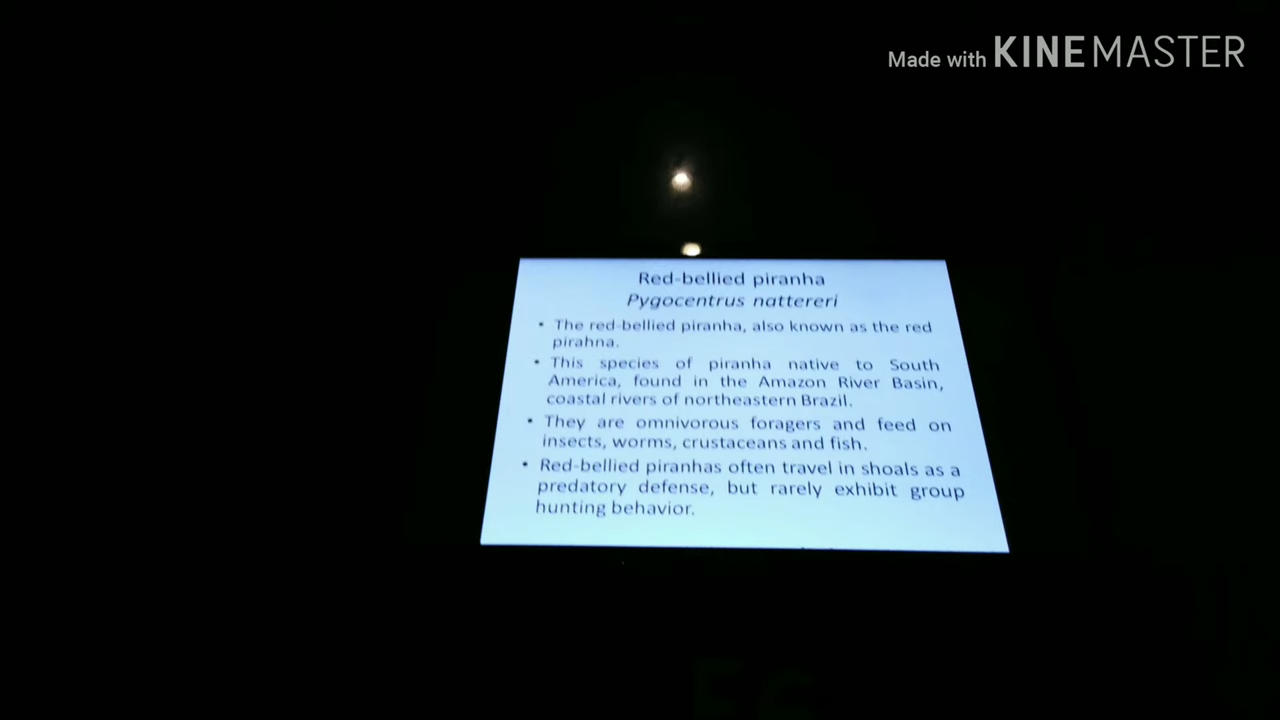 Made with KINEMASTER
Red-bellied piranha
Pygocentrus nattereri
• The red-bellied piranha, also known as the red
pirahna.
• This species of piranha native to South
America, found in the Amazon River Basin,
coastal rivers of northeastern Brazil.
• They are omnivorous foragers and feed on
insects, worms, crustaceans and fish.
• Red-bellied piranhas often travel in shoals as a
predatory defense, but rarely exhibit group
hunting behavior.